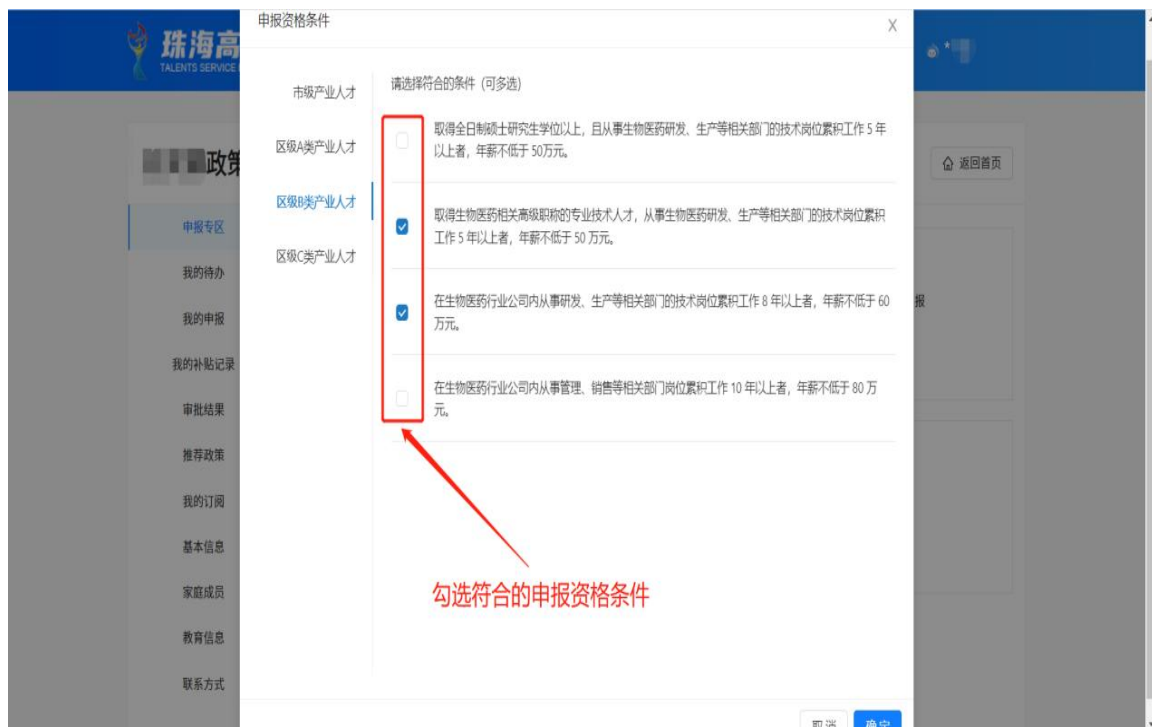 申报资格条件
X
珠海高
TALENTS SERVICE
市级产业人才
区级A类产业人才
区级B类产业人才
区级C类产业人才
请选择符合的条件（可多选）
取得全日制硕士研究生学位以上，且从事生物医药研发、生产等相关部门的技术岗位累积工作 5 年
以上者，年薪不低于 50万元。
取得生物医药相关高级职称的专业技术人才，从事生物医药研发、生产等相关部门的技术岗位累积
工作 5 年以上者，年薪不低于 50 万元。
在生物医药行业公司内从事研发、生产等相关部门的技术岗位累积工作 8 年以上者，年薪不低于 60
万元。
在生物医药行业公司内从事管理、销售等相关部门岗位累积工作 10 年以上者，年薪不低于 80 万
元。
勾选符合的申报资格条件
政策
返回首页
申报专区
我的待办
我的申报
我的补贴记录
审批结果
推荐政策
我的订阅
基本信息
家庭成员
教育信息
联系方式
报
取消
确定